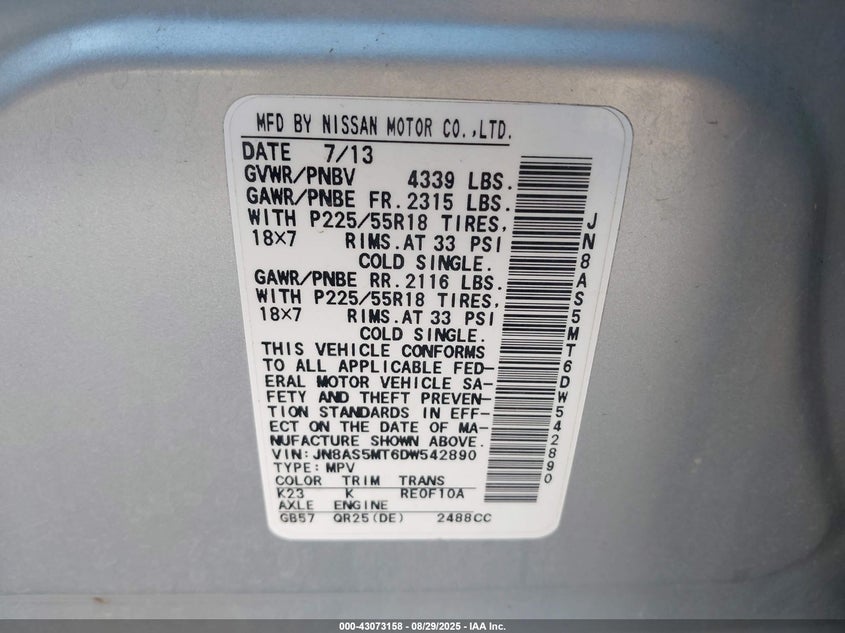 MFD BY NISSAN MOTOR CO.,LTD.
DATE 7/13
GVWR/PNBV 4339 LBS.
GAWR/PNBE FR.2315 LBS.
WITH P225/55R18 TIRES,
18×7 RIMS.AT 33 PSI
COLD SINGLE.
GAWR/PNBE RR.2116 LBS.
WITH P225/55R18 TIRES,
18×7 RIMS.AT 33 PSI
COLD SINGLE.
THIS VEHICLE CONFORMS
TO ALL APPLICABLE FED-
ERAL MOTOR VEHICLE SA-
FETY AND THEFT PREVEN-
TION STANDARDS IN EFF-
ECT ON THE DATE OF MA-
NUFACTURE SHOWN ABOVE.
VIN: JN8AS5MT6DW542890
TYPE: MPV
COLOR TRIM TRANS
K23 K RE0F10A
AXLE ENGINE
GB57 QR25(DE) 2488CC
JN8AS5MT6DW542890
000-43073158 - 08/29/2025 - IAA Inc.